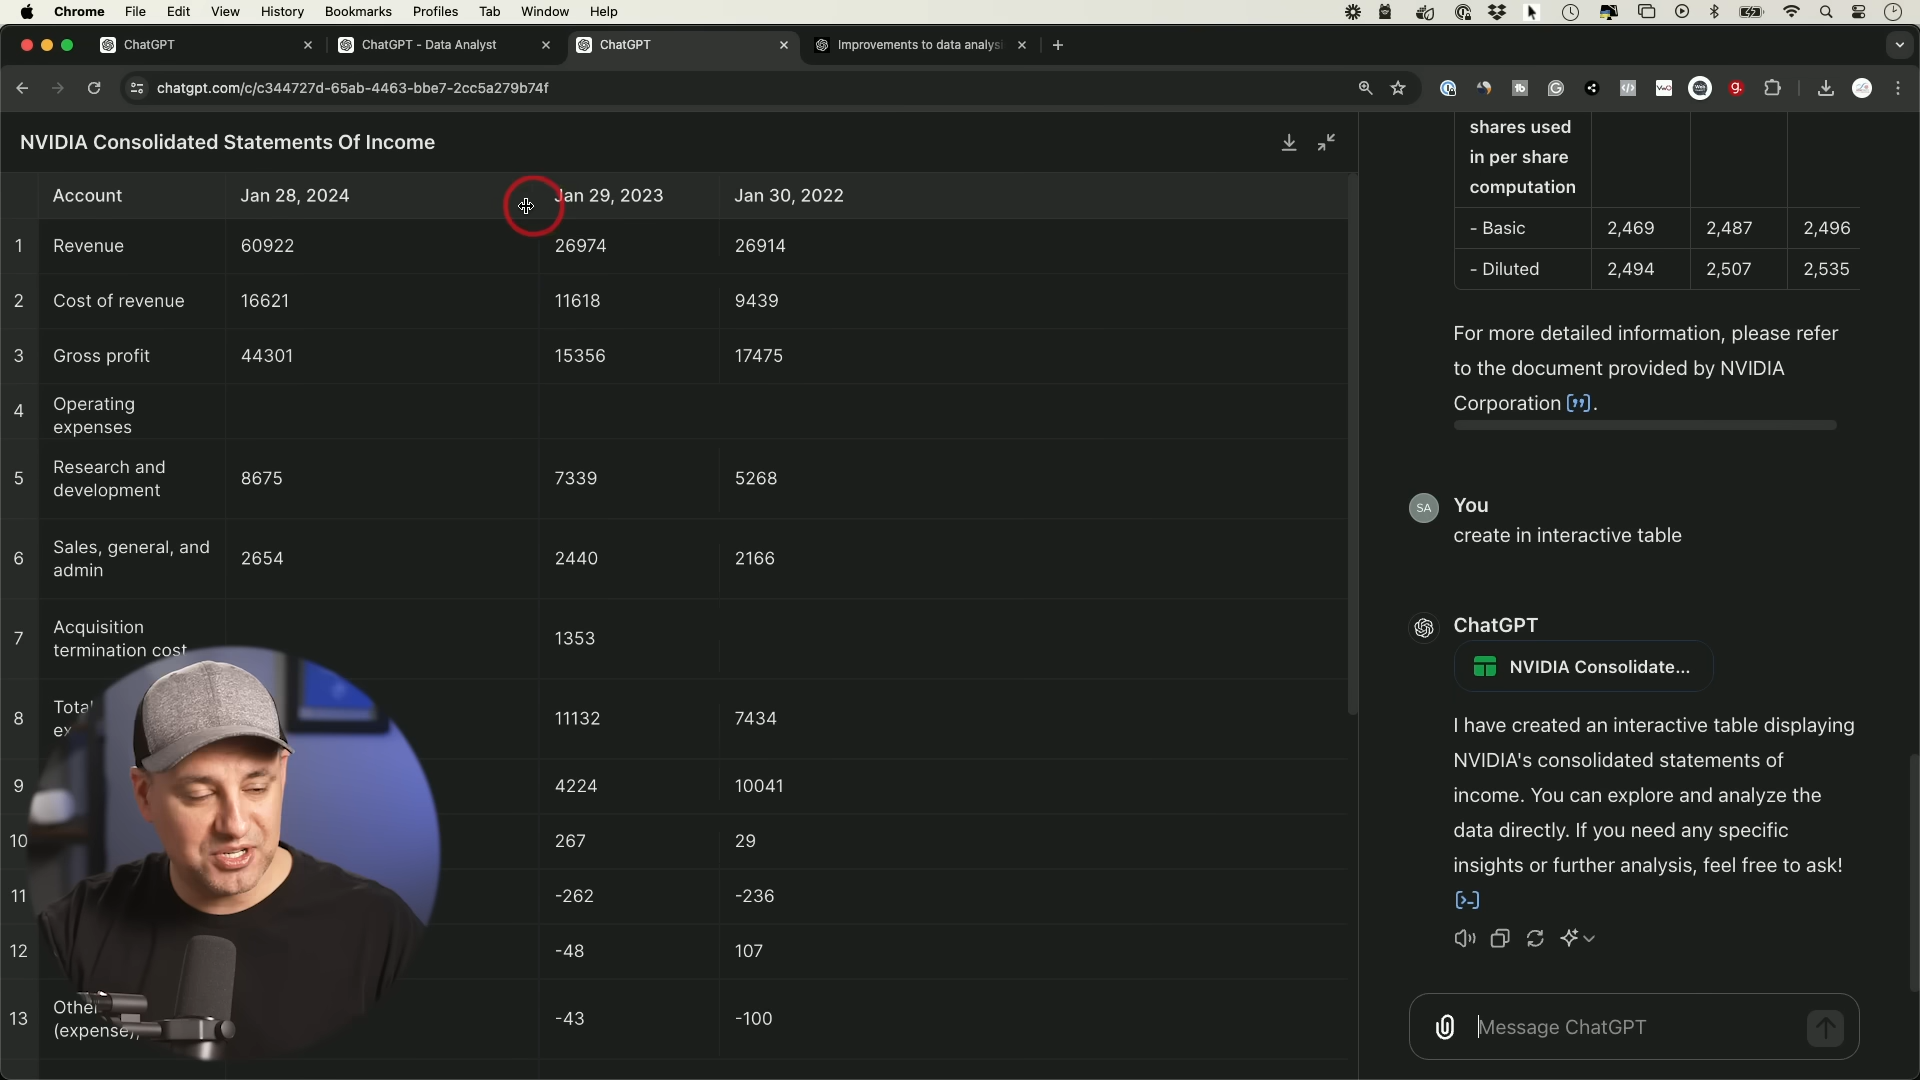 Chrome File Edit View History Bookmarks Profiles Tab Window Help
ChatGPT
ChatGPT - Data Analyst
ChatGPT
Improvements to data analysi
chatgpt.com/c/c344727d-65ab-4463-bbe7-2cc5a279b74f
NVIDIA Consolidated Statements Of Income
Account Jan 28, 2024 Jan 29, 2023 Jan 30, 2022
1 Revenue 60922 26974 26914
2 Cost of revenue 16621 11618 9439
3 Gross profit 44301 15356 17475
4 Operating
expenses
5 Research and
development 8675 7339 5268
6 Sales, general, and
admin 2654 2440 2166
7 Acquisition
termination cost 1353
8 Total 11132 7434
9 4224 10041
10 267 29
11 -262 -236
12 -48 107
13 Othe
(expense), -43 -100
shares used
in per share
computation
- Basic 2,469 2,487 2,496
- Diluted 2,494 2,507 2,535
For more detailed information, please refer
to the document provided by NVIDIA
Corporation ["].
SA You
create in interactive table
ChatGPT
NVIDIA Consolidate...
I have created an interactive table displaying
NVIDIA's consolidated statements of
income. You can explore and analyze the
data directly. If you need any specific
insights or further analysis, feel free to ask!
[>-]
Message ChatGPT